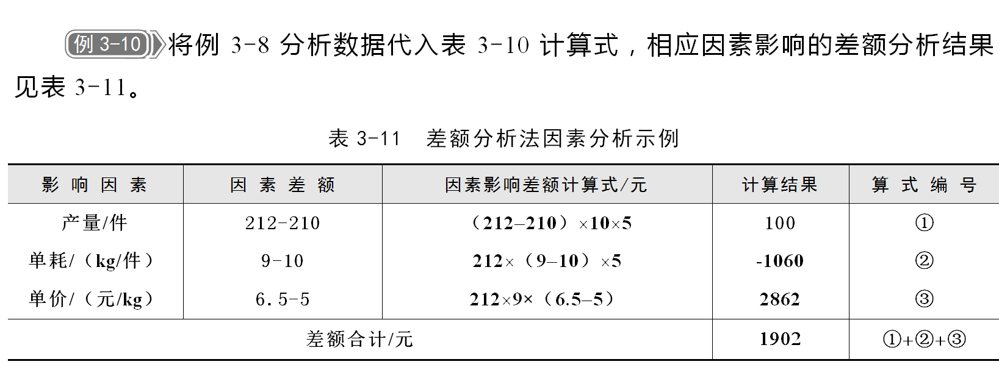 例 3-10 将例 3-8 分析数据代入表 3-10 计算式，相应因素影响的差额分析结果
见表 3-11。
表 3-11 差额分析法因素分析示例
影响因素 因素差额 因素影响差额计算式/元 计算结果 算式编号
产量/件 212-210 （212–210）×10×5 100 ①
单耗/（kg/件） 9-10 212×（9–10）×5 -1060 ②
单价/（元/kg） 6.5-5 212×9×（6.5–5） 2862 ③
差额合计/元 1902 ①+②+③